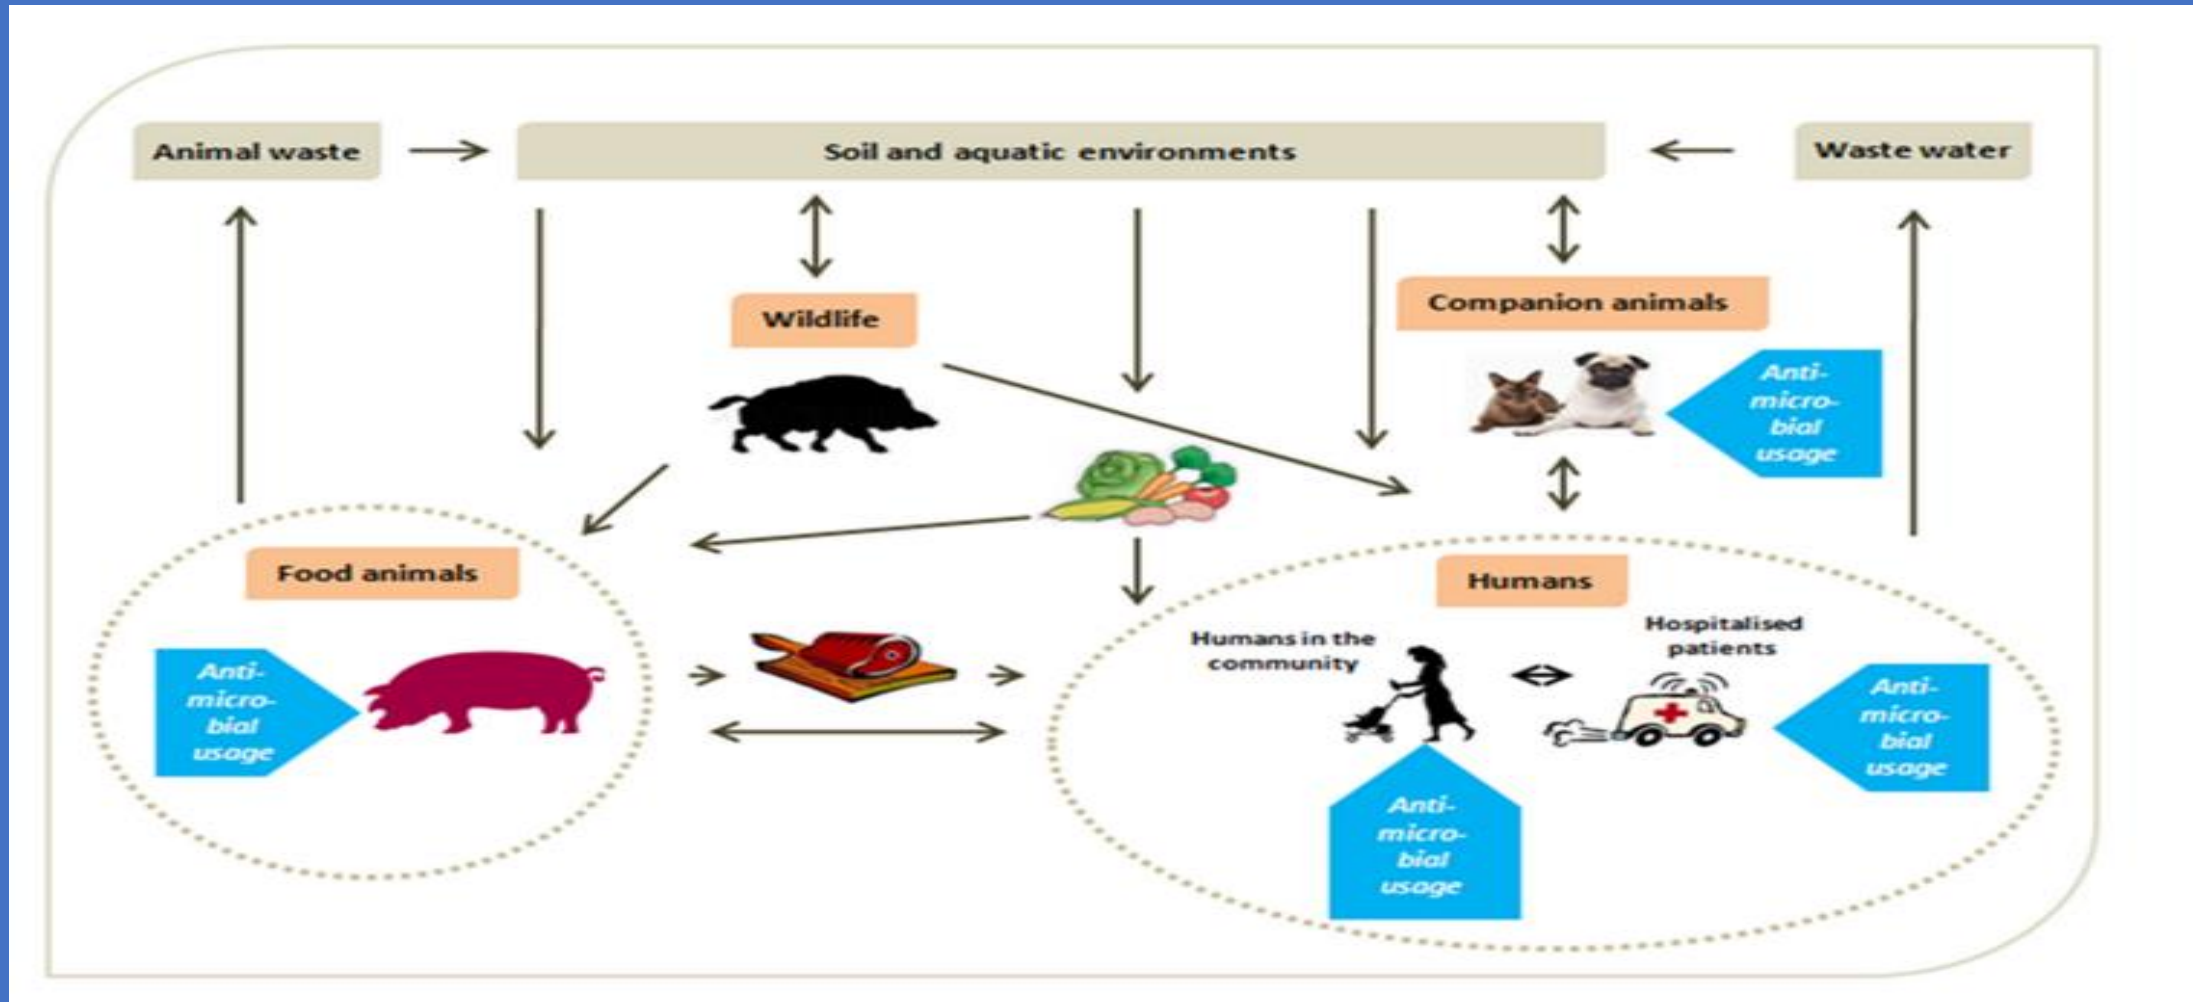 Animal waste
Soil and aquatic environments
Waste water
Wildlife
Companion animals
Anti-
micro-
bial
usage
Food animals
Anti-
micro-
bial
usage
Humans
Humans in the
community
Hospitalised
patients
Anti-
micro-
bial
usage
Anti-
micro-
bial
usage